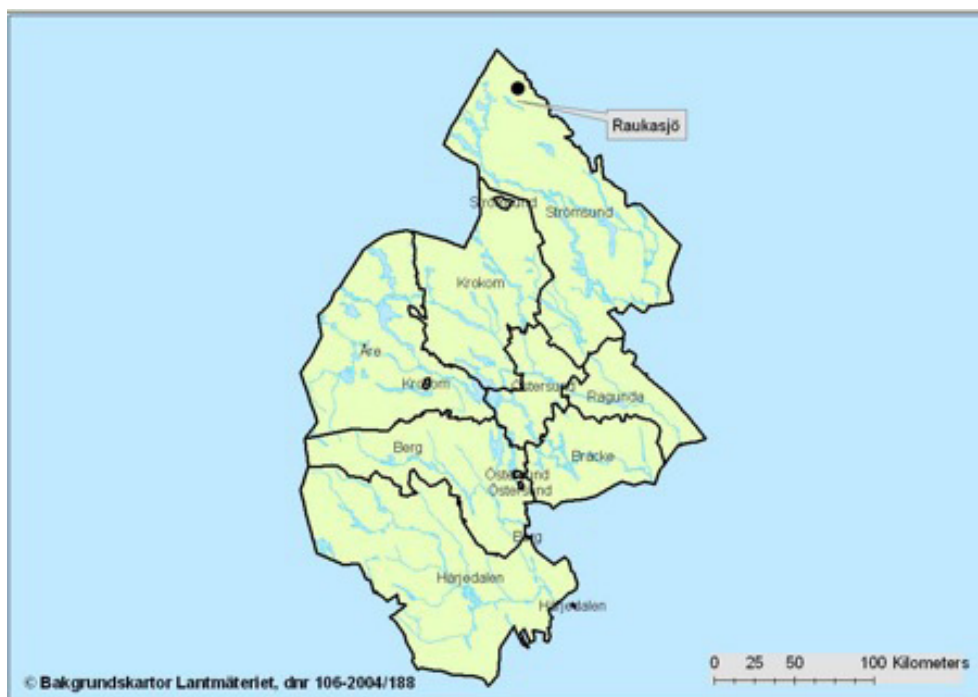 Raukasjö
Strömsund
Strömsund
Krokom
Åre
Krokom
Östersund
Ragunda
Berg
Bräcke
Östersund
Östersund
Berg
Härjedalen
Härjedalen
0 25 50 100 Kilometers
© Bakgrundskartor Lantmäteriet, dnr 106-2004/188